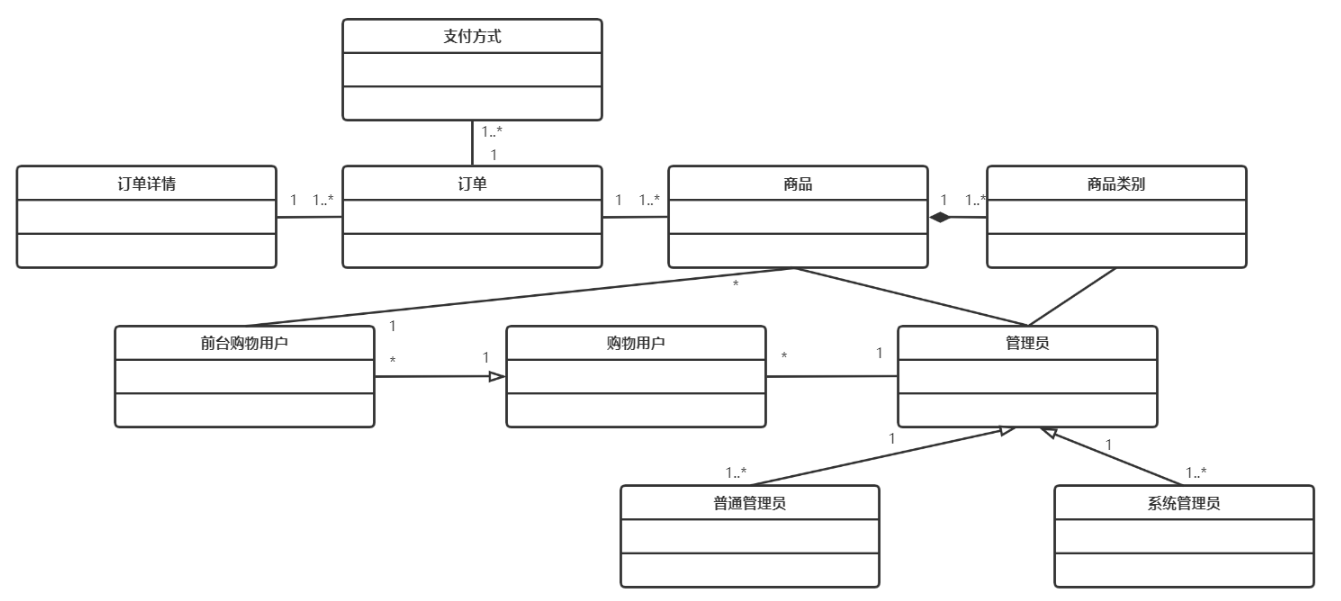 支付方式
1..*
1
订单详情
订单
商品
商品类别
1 1..*
1 1..*
1 1..*
*
1
前台购物用户
购物用户
管理员
* 1
* 1
1
1
1..*
1..*
普通管理员
系统管理员